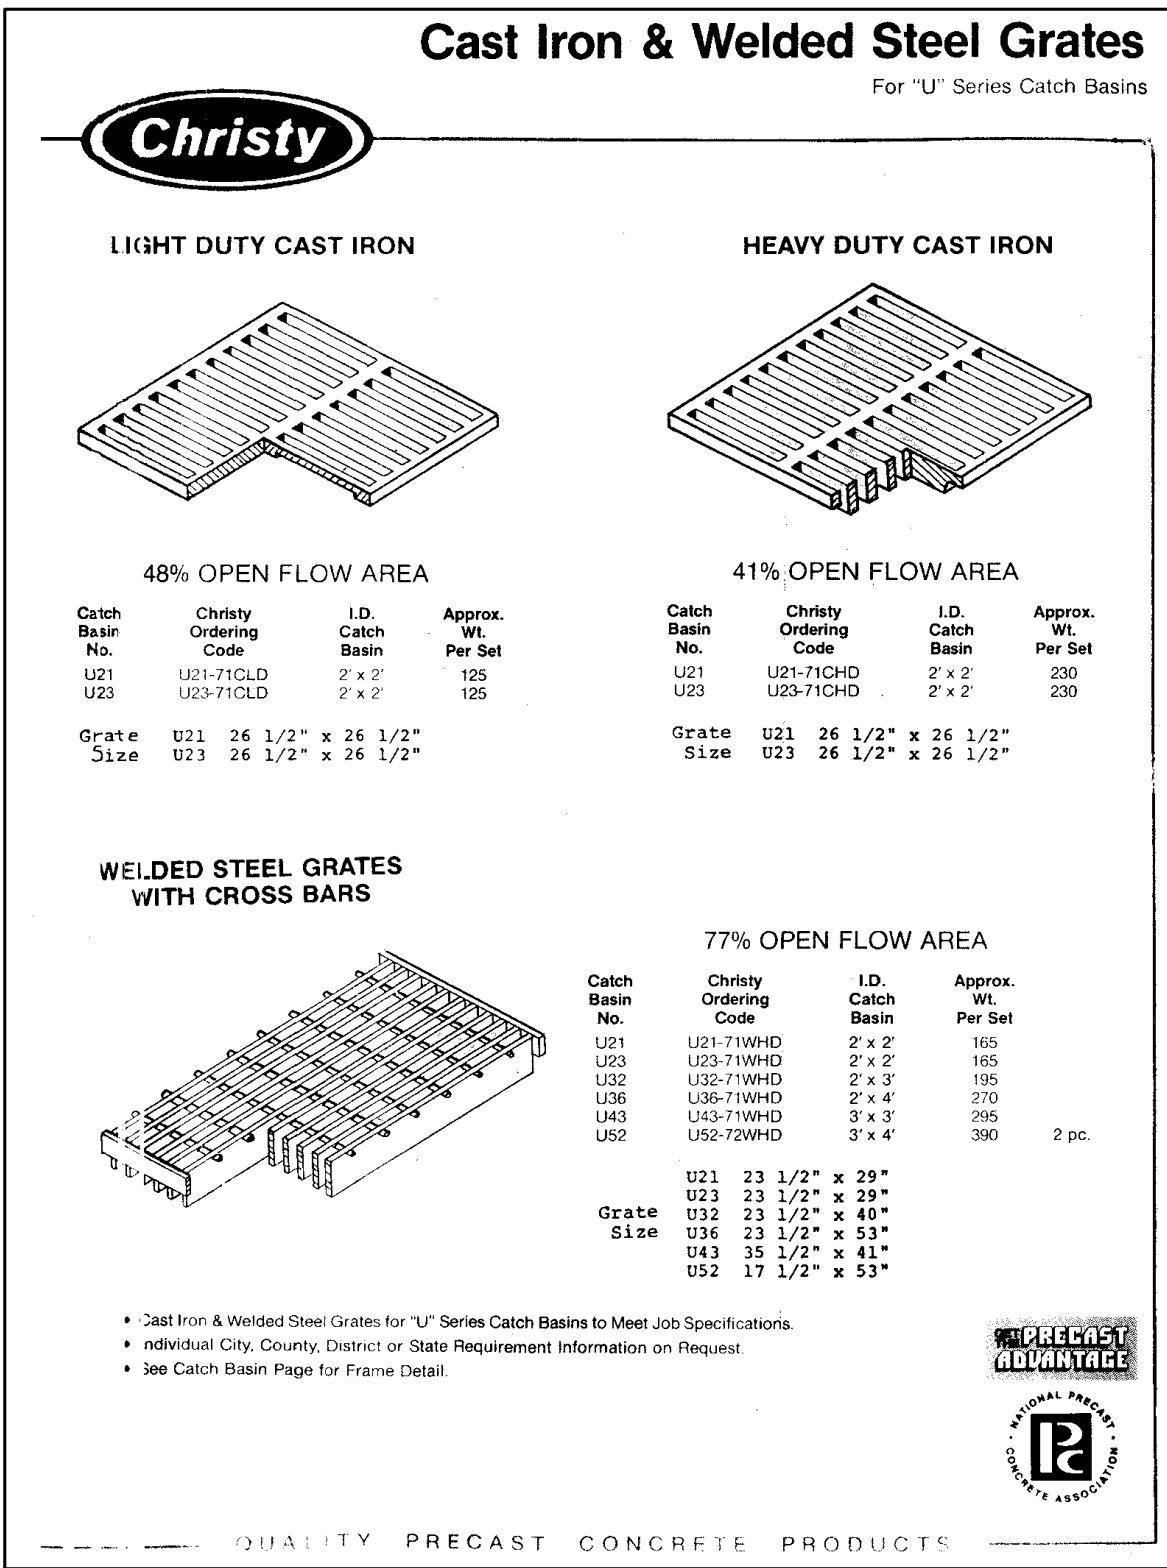 Cast Iron & Welded Steel Grates
For "U" Series Catch Basins
Christy
LIGHT DUTY CAST IRON
48% OPEN FLOW AREA
Catch Christy I.D. Approx.
Basin Ordering Catch Wt.
No. Code Basin Per Set
U21 U21-71CLD 2' x 2' 125
U23 U23-71CLD 2' x 2' 125
Grate U21 26 1/2" x 26 1/2"
Size U23 26 1/2" x 26 1/2"
HEAVY DUTY CAST IRON
41% OPEN FLOW AREA
Catch Christy I.D. Approx.
Basin Ordering Catch Wt.
No. Code Basin Per Set
U21 U21-71CHD 2' x 2' 230
U23 U23-71CHD 2' x 2' 230
Grate U21 26 1/2" x 26 1/2"
Size U23 26 1/2" x 26 1/2"
WELDED STEEL GRATES
WITH CROSS BARS
77% OPEN FLOW AREA
Catch Christy I.D. Approx.
Basin Ordering Catch Wt.
No. Code Basin Per Set
U21 U21-71WHD 2' x 2' 165
U23 U23-71WHD 2' x 2' 165
U32 U32-71WHD 2' x 3' 195
U36 U36-71WHD 2' x 4' 270
U43 U43-71WHD 3' x 3' 295
U52 U52-72WHD 3' x 4' 390 2 pc.
U21 23 1/2" x 29"
U23 23 1/2" x 29"
Grate U32 23 1/2" x 40"
Size U36 23 1/2" x 53"
U43 35 1/2" x 41"
U52 17 1/2" x 53"
• Cast Iron & Welded Steel Grates for "U" Series Catch Basins to Meet Job Specifications.
• Individual City, County, District or State Requirement Information on Request.
• See Catch Basin Page for Frame Detail.
PRECAST
ADVANTAGE
NATIONAL PRECAST
CONCRETE ASSOCIATION
QUALITY PRECAST CONCRETE PRODUCTS